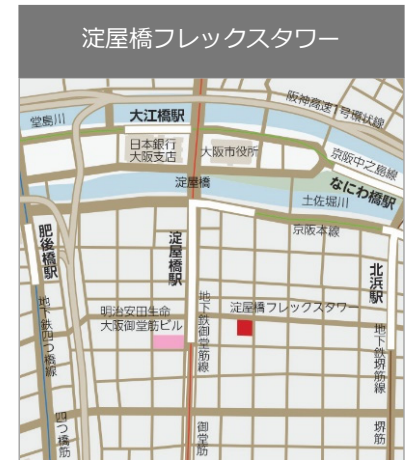 淀屋橋フレックスタワー
阪神高速1号環状線
堂島川
大江橋駅
日本銀行
大阪支店
大阪市役所
京阪中之島線
なにわ橋駅
淀屋橋
土佐堀川
京阪本線
肥後橋駅
淀屋橋駅
北浜駅
地下鉄四つ橋線
明治安田生命
大阪御堂筋ビル
地下鉄御堂筋線
淀屋橋フレックスタワー
地下鉄堺筋線
四つ橋筋
御堂筋
堺筋